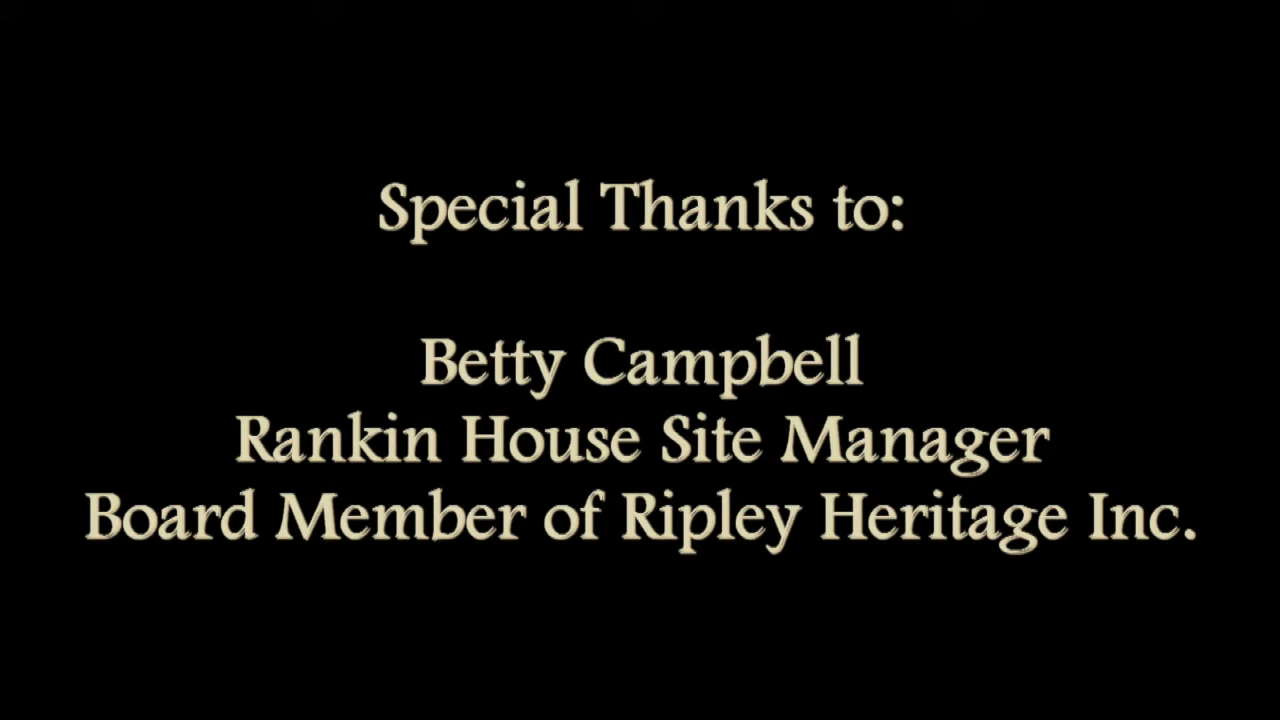 Special Thanks to:
Betty Campbell
Rankin House Site Manager
Board Member of Ripley Heritage Inc.